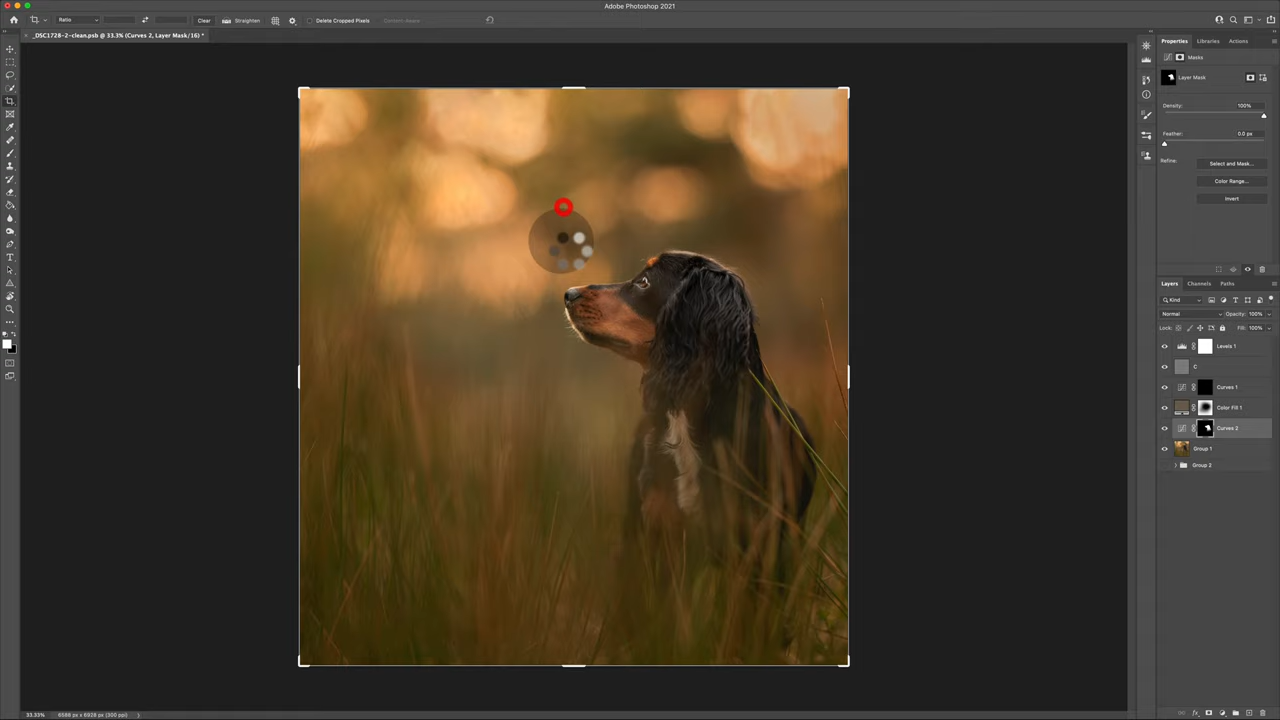 Adobe Photoshop 2021
Ratio
Clear
Straighten
Delete Cropped Pixels
Content-Aware
_DSC1728-2-clean.psb @ 33.3% (Curves 2, Layer Mask/16) *
Properties
Libraries
Actions
Masks
Layer Mask
Density:
100%
Feather:
0.0 px
Refine:
Select and Mask...
Color Range...
Invert
Layers
Channels
Paths
Kind
Normal
Opacity: 100%
Lock:
Fill: 100%
Levels 1
C
Curves 1
Color Fill 1
Curves 2
Group 1
Group 2
33.33%
6598 px x 6928 px (300 ppi)